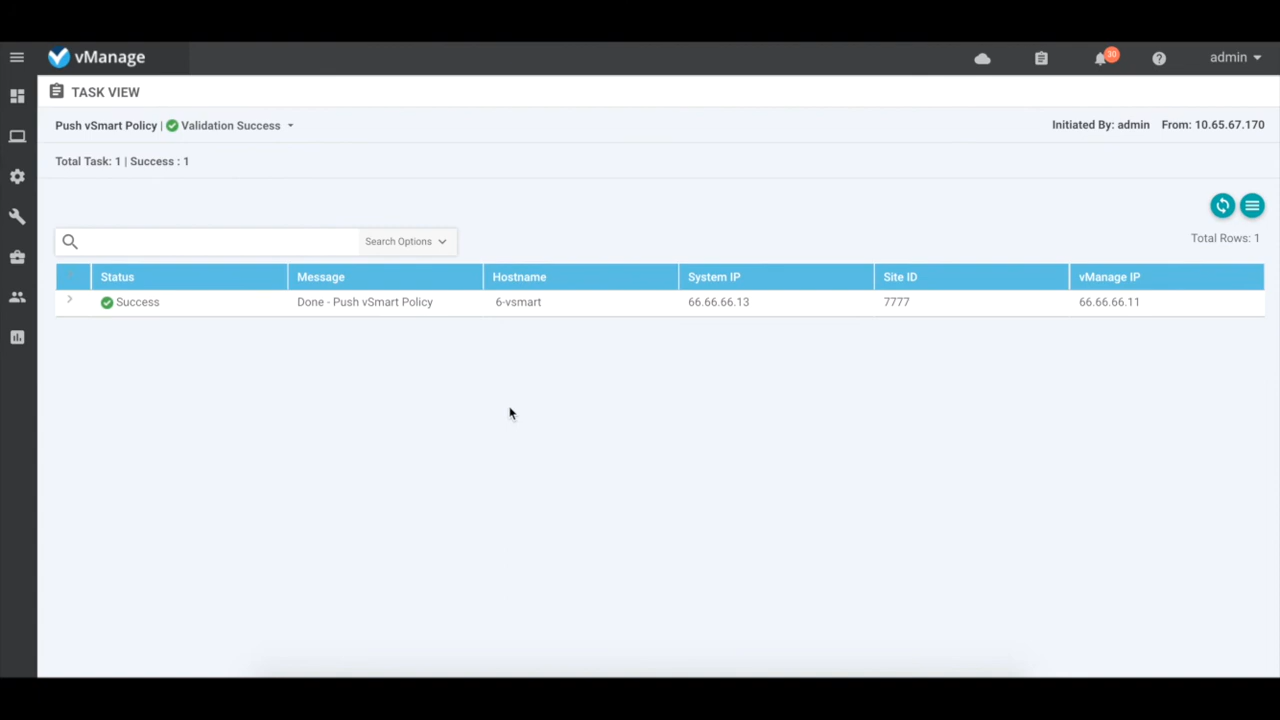 vManage
30
admin
TASK VIEW
Push vSmart Policy | Validation Success
Initiated By: admin From: 10.65.67.170
Total Task: 1 | Success : 1
Search Options
Total Rows: 1
Status Message Hostname System IP Site ID vManage IP
Success Done - Push vSmart Policy 6-vsmart 66.66.66.13 7777 66.66.66.11